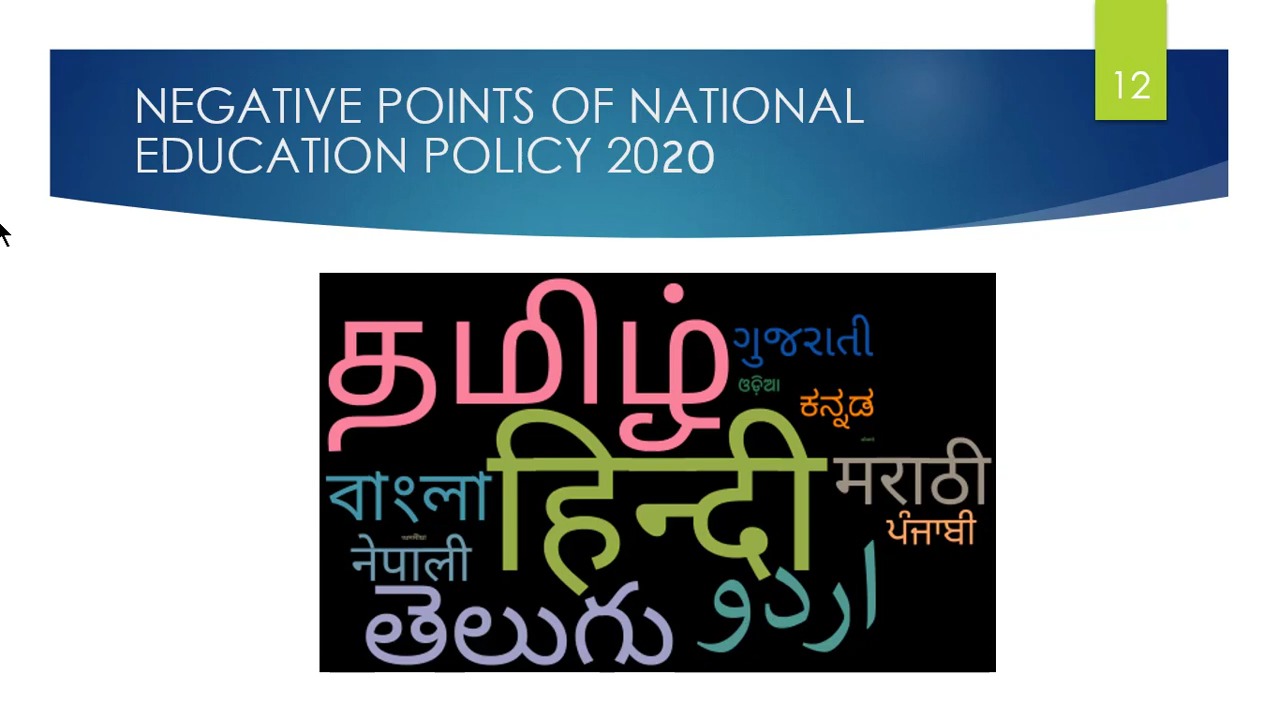 NEGATIVE POINTS OF NATIONAL
EDUCATION POLICY 2020
12
தமிழ்
ગુજરાતી
ଓଡ଼ିଆ
ಕನ್ನಡ
हिन्दी
বাংলা
मराठी
ਪੰਜਾਬੀ
नेपाली
తెలుగు
اردو